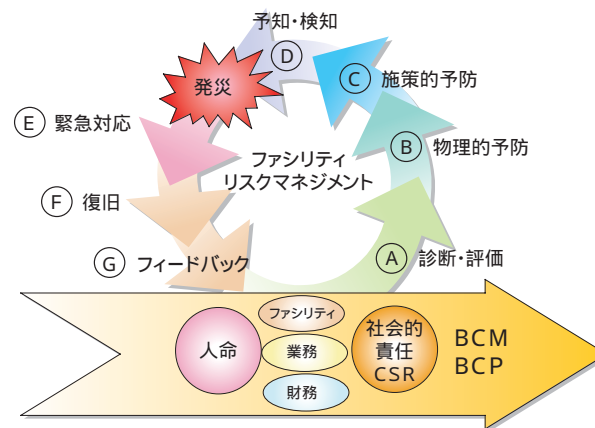 予知・検知
D
発災
C 施策的予防
E 緊急対応
B 物理的予防
ファシリティ
リスクマネジメント
F 復旧
G フィードバック
A 診断・評価
ファシリティ
人命
業務
財務
社会的
責任
CSR
BCM
BCP